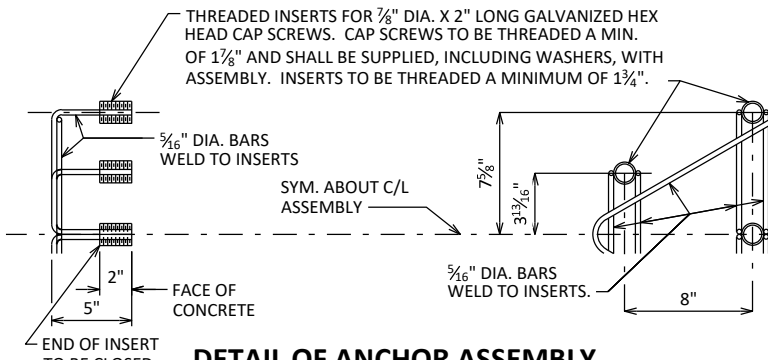 THREADED INSERTS FOR ⅞" DIA. X 2" LONG GALVANIZED HEX
HEAD CAP SCREWS. CAP SCREWS TO BE THREADED A MIN.
OF 1⅞" AND SHALL BE SUPPLIED, INCLUDING WASHERS, WITH
ASSEMBLY. INSERTS TO BE THREADED A MINIMUM OF 1¾".
5/16" DIA. BARS
WELD TO INSERTS
SYM. ABOUT C/L
ASSEMBLY
7⅝"
3 13/16"
5/16" DIA. BARS
WELD TO INSERTS.
8"
2"
5"
FACE OF
CONCRETE
END OF INSERT
TO BE CLOSED
DETAIL OF ANCHOR ASSEMBLY